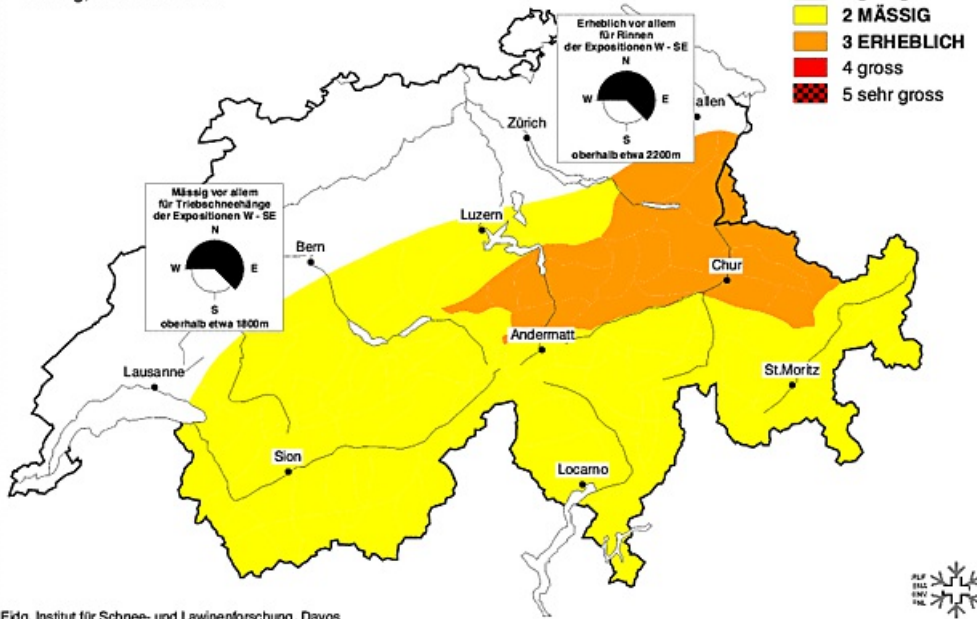 2 MÄSSIG
3 ERHEBLICH
4 gross
5 sehr gross
Erheblich vor allem
für Rinnen
der Expositionen W - SE
N
W E
S
oberhalb etwa 2200m
allen
Zürich
Mässig vor allem
für Triebschneehänge
der Expositionen W - SE
N
W E
S
oberhalb etwa 1800m
Luzern
Bern
Chur
Andermatt
Lausanne
St.Moritz
Sion
Locarno
Eidg. Institut für Schnee- und Lawinenforschung, Davos
SLF